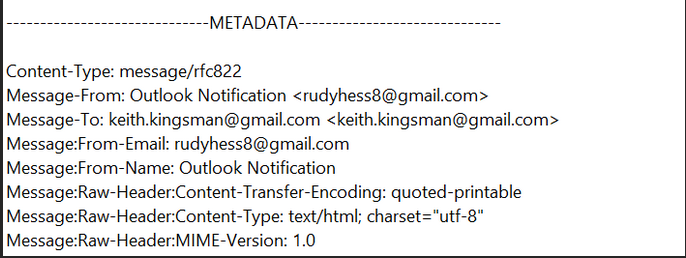 ------------------------------METADATA------------------------------
Content-Type: message/rfc822
Message-From: Outlook Notification <rudyhess8@gmail.com>
Message-To: keith.kingsman@gmail.com <keith.kingsman@gmail.com>
Message:From-Email: rudyhess8@gmail.com
Message:From-Name: Outlook Notification
Message:Raw-Header:Content-Transfer-Encoding: quoted-printable
Message:Raw-Header:Content-Type: text/html; charset="utf-8"
Message:Raw-Header:MIME-Version: 1.0